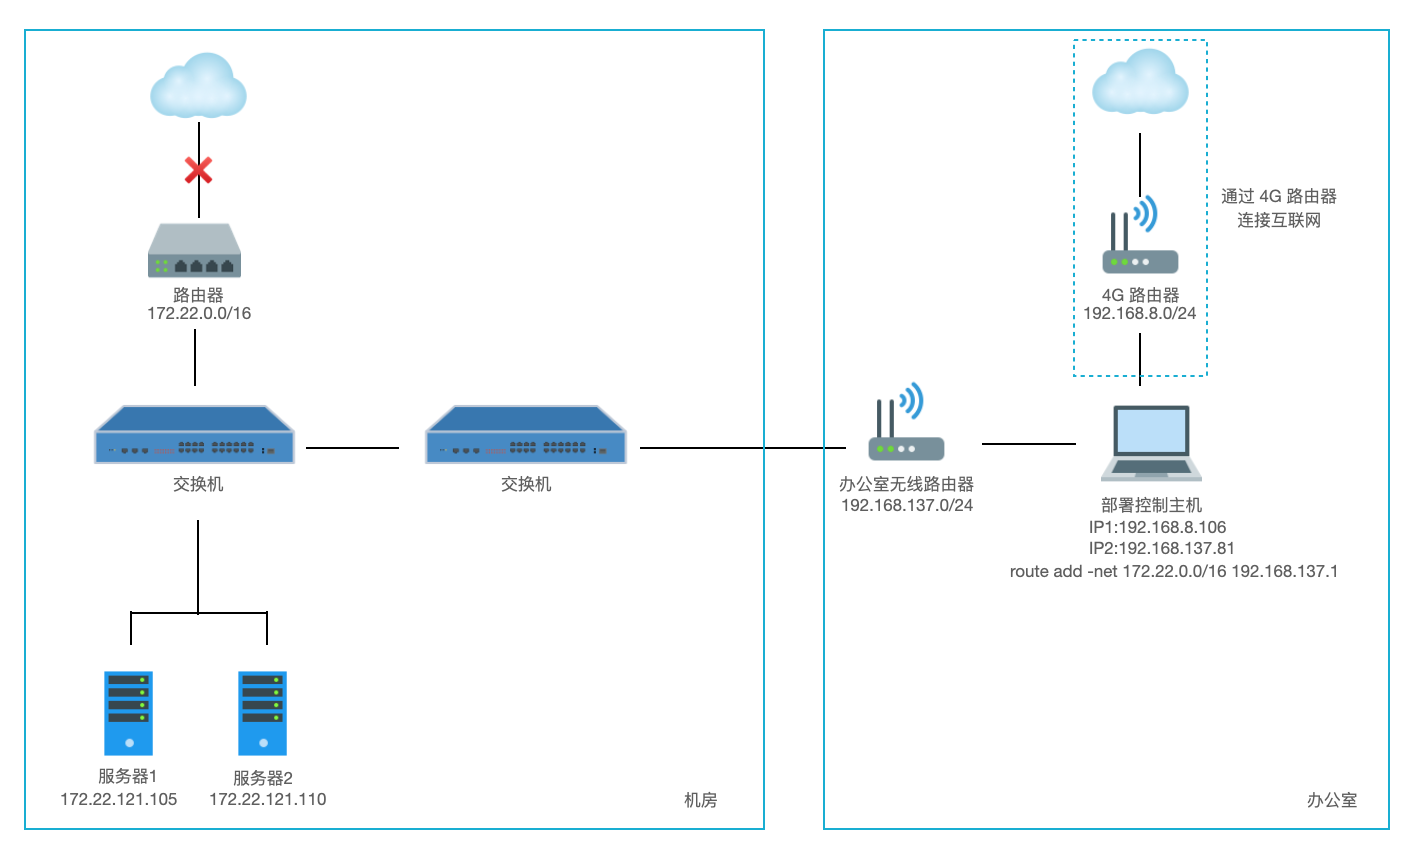 通过 4G 路由器
连接互联网
路由器
172.22.0.0/16
4G 路由器
192.168.8.0/24
交换机
交换机
办公室无线路由器
192.168.137.0/24
部署控制主机
IP1:192.168.8.106
IP2:192.168.137.81
route add -net 172.22.0.0/16 192.168.137.1
服务器1
172.22.121.105
服务器2
172.22.121.110
机房
办公室